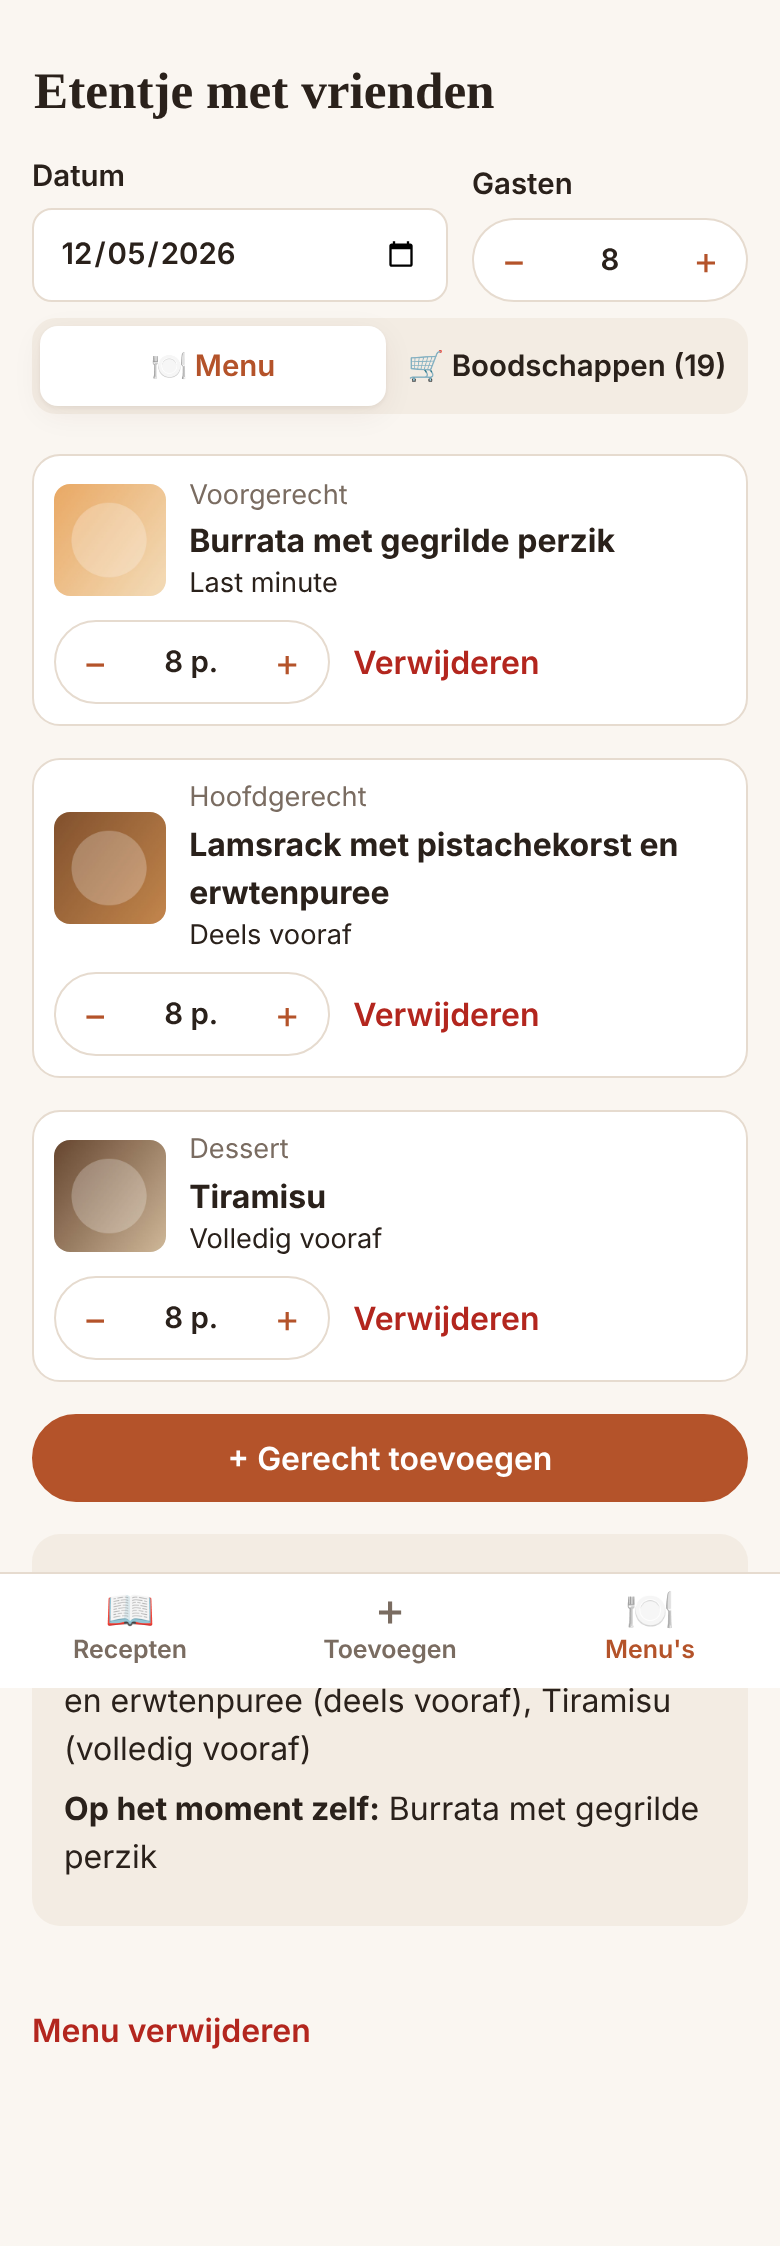 Etentje met vrienden
Datum
Gasten
12/05/2026
− 8 +
🍽️ Menu
🛒 Boodschappen (19)
Voorgerecht
Burrata met gegrilde perzik
Last minute
− 8 p. +
Verwijderen
Hoofdgerecht
Lamsrack met pistachekorst en
erwtenpuree
Deels vooraf
− 8 p. +
Verwijderen
Dessert
Tiramisu
Volledig vooraf
− 8 p. +
Verwijderen
+ Gerecht toevoegen
📖
Recepten
+
Toevoegen
🍽️
Menu's
en erwtenpuree (deels vooraf), Tiramisu
(volledig vooraf)
Op het moment zelf: Burrata met gegrilde
perzik
Menu verwijderen